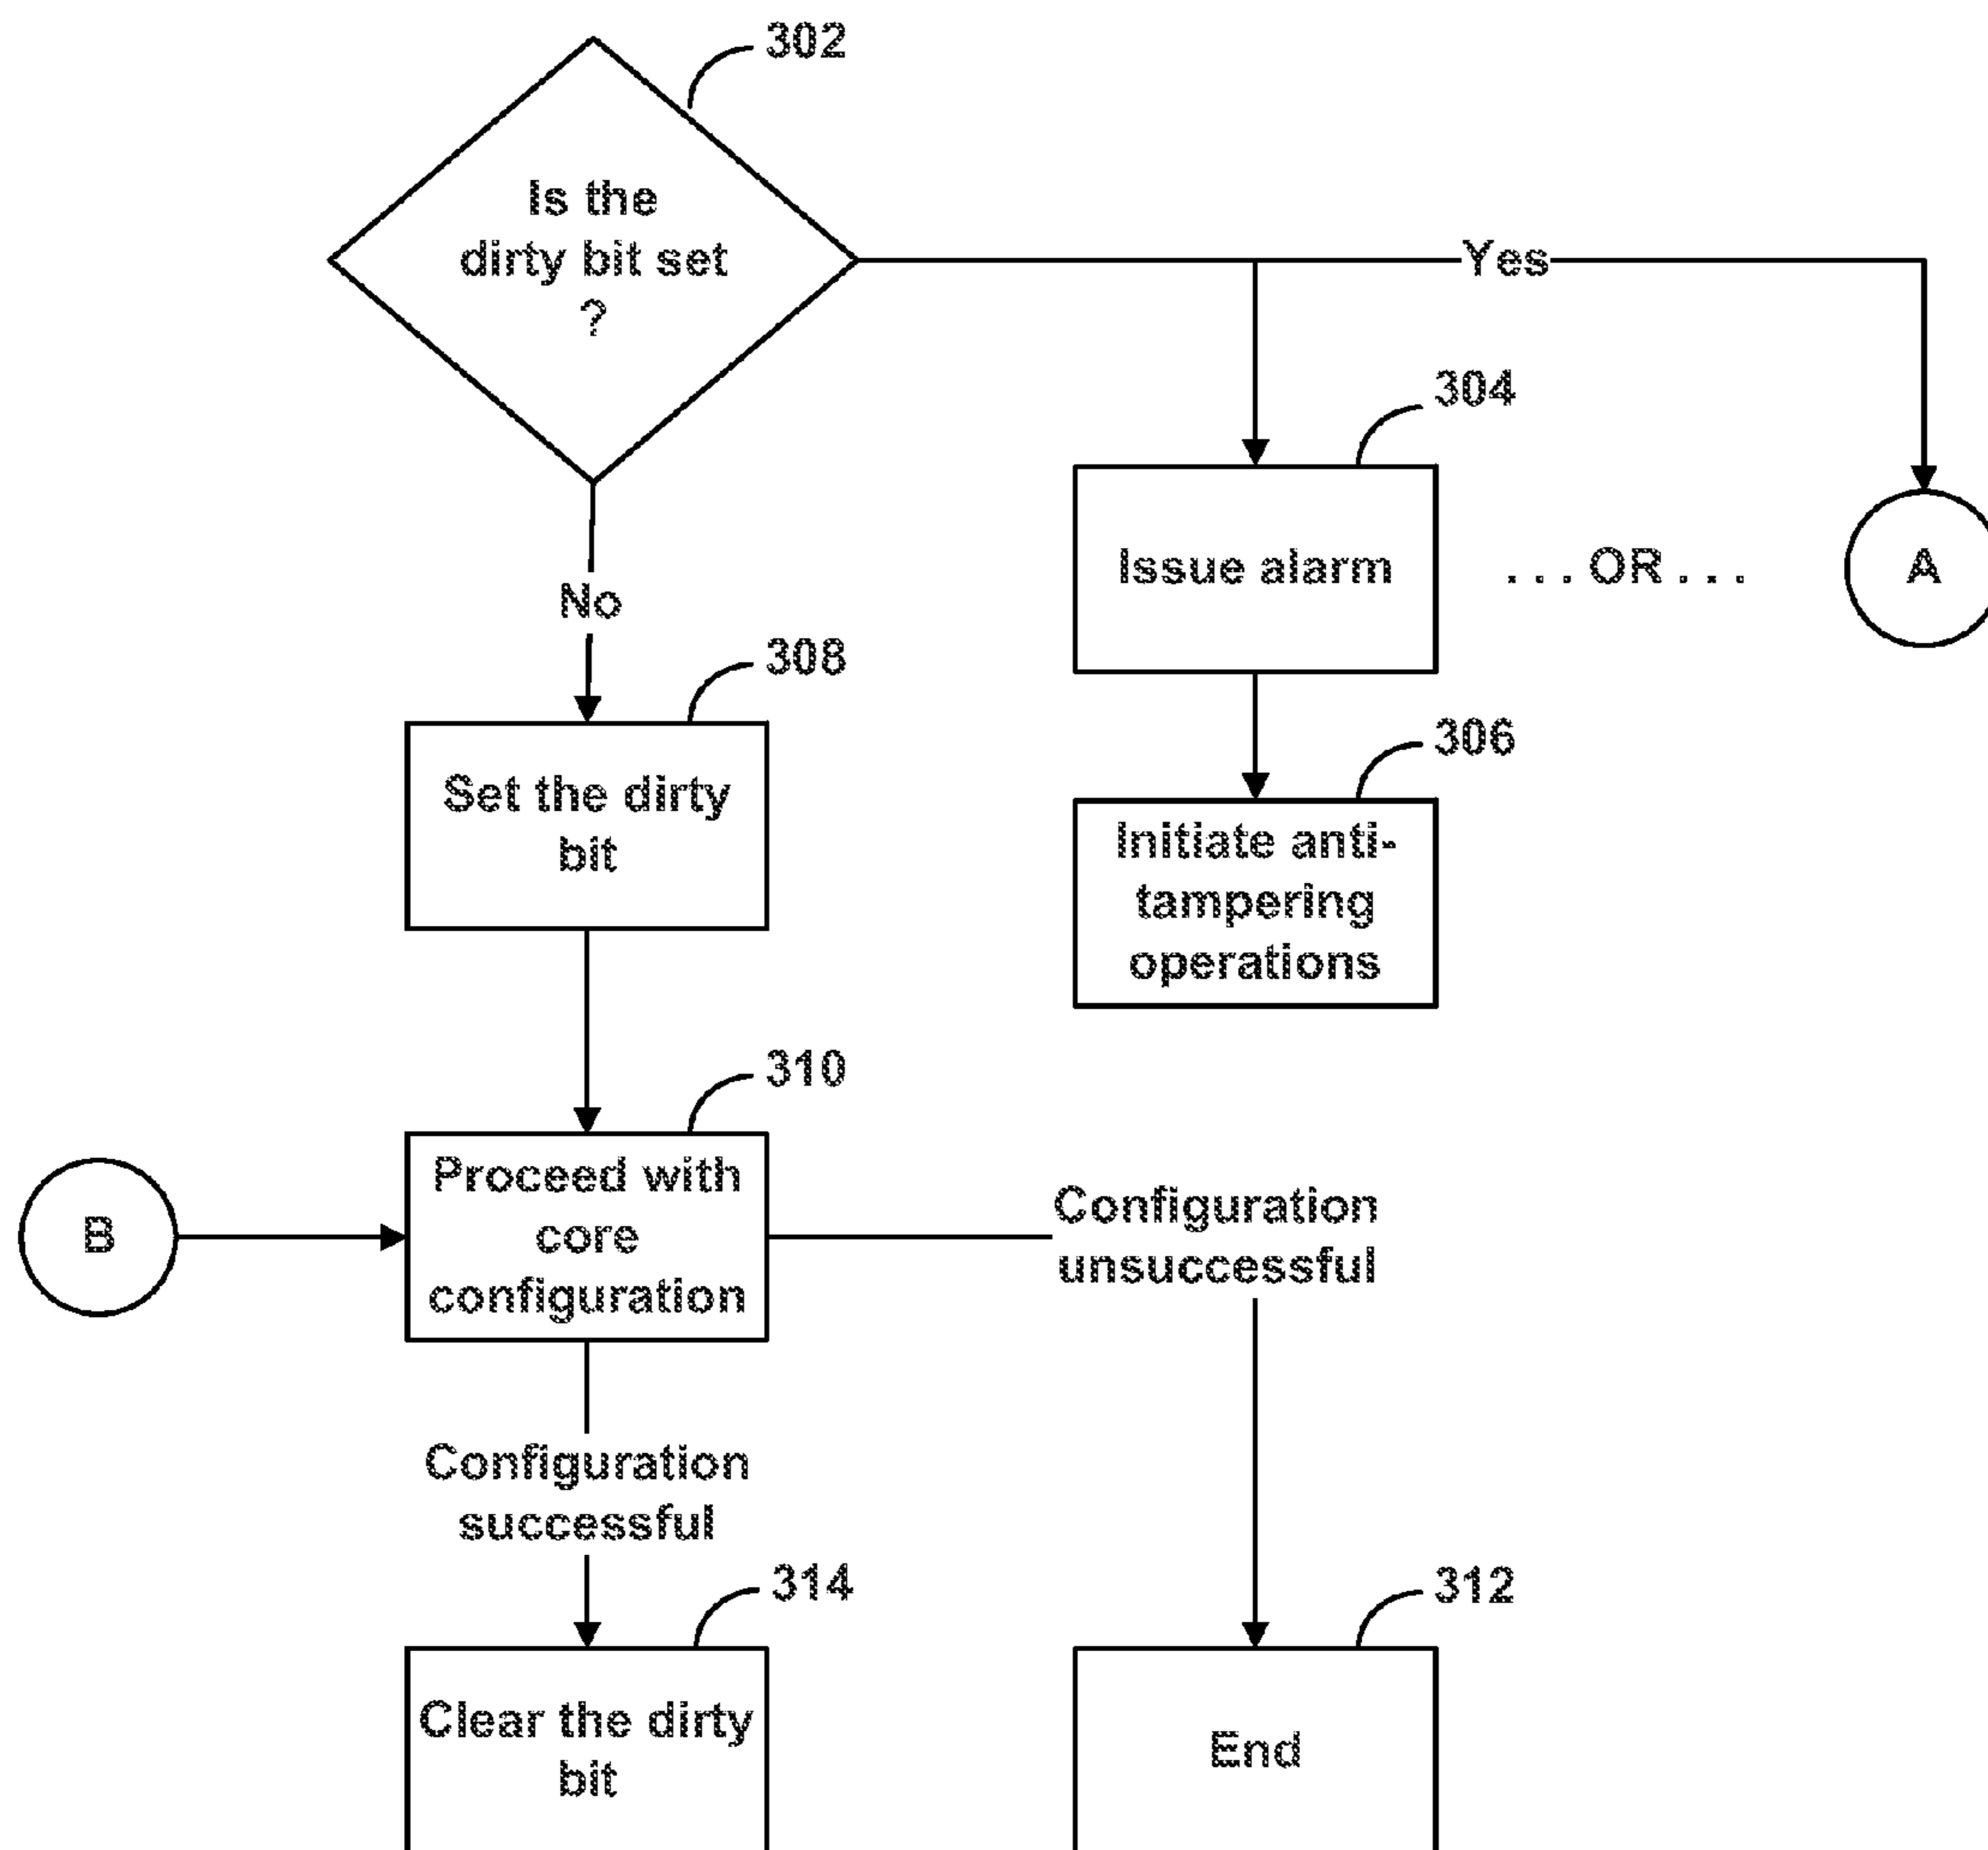 302
Is the
dirty bit set
?
Yes
304
Issue alarm
. . . OR . . .
A
No
308
Set the dirty
bit
306
Initiate anti-
tampering
operations
310
Proceed with
core
configuration
B
Configuration
unsuccessful
Configuration
successful
314
Clear the dirty
bit
312
End